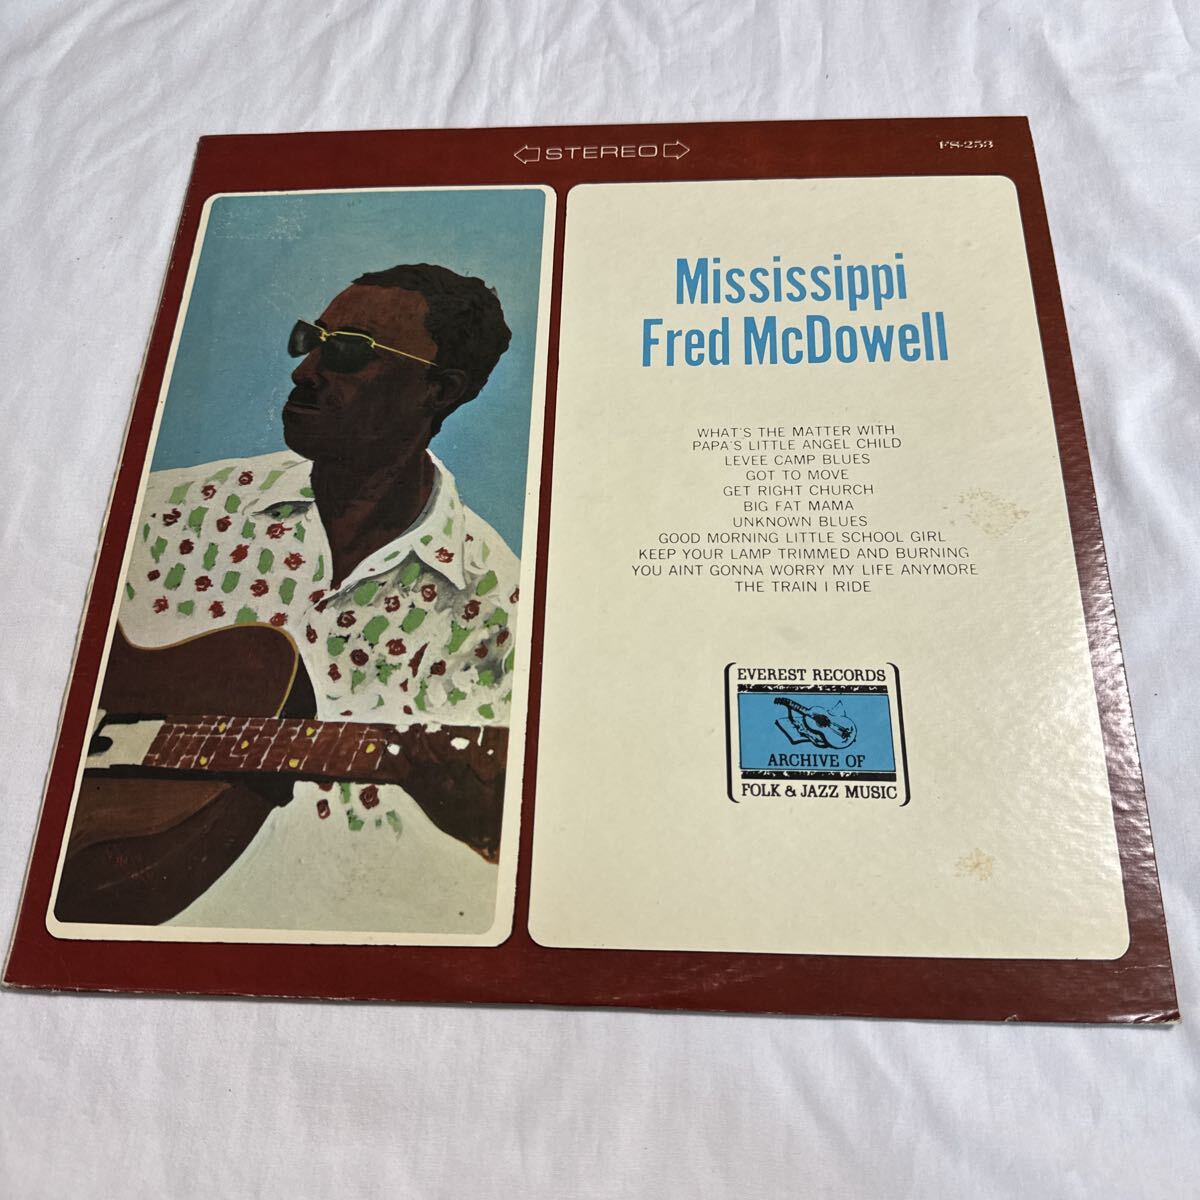 STEREO
FS-253
Mississippi
Fred McDowell
WHAT'S THE MATTER WITH
PAPA'S LITTLE ANGEL CHILD
LEVEE CAMP BLUES
GOT TO MOVE
GET RIGHT CHURCH
BIG FAT MAMA
UNKNOWN BLUES
GOOD MORNING LITTLE SCHOOL GIRL
KEEP YOUR LAMP TRIMMED AND BURNING
YOU AINT GONNA WORRY MY LIFE ANYMORE
THE TRAIN I RIDE
EVEREST RECORDS
ARCHIVE OF
FOLK & JAZZ MUSIC